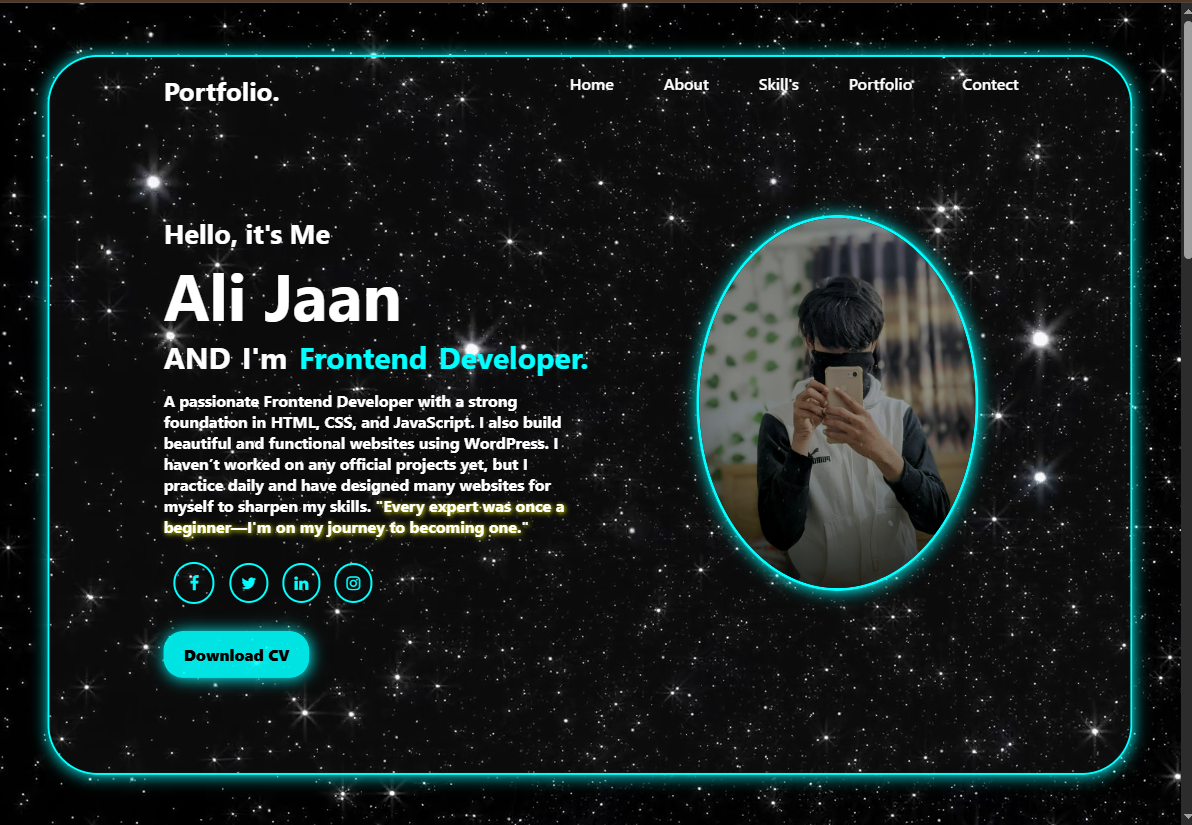 Portfolio.
Home About Skill's Portfolio Contect
Hello, it's Me
Ali Jaan
AND I'm Frontend Developer.
A passionate Frontend Developer with a strong
foundation in HTML, CSS, and JavaScript. I also build
beautiful and functional websites using WordPress. I
haven't worked on any official projects yet, but I
practice daily and have designed many websites for
myself to sharpen my skills. "Every expert was once a
beginner—I'm on my journey to becoming one."
Download CV